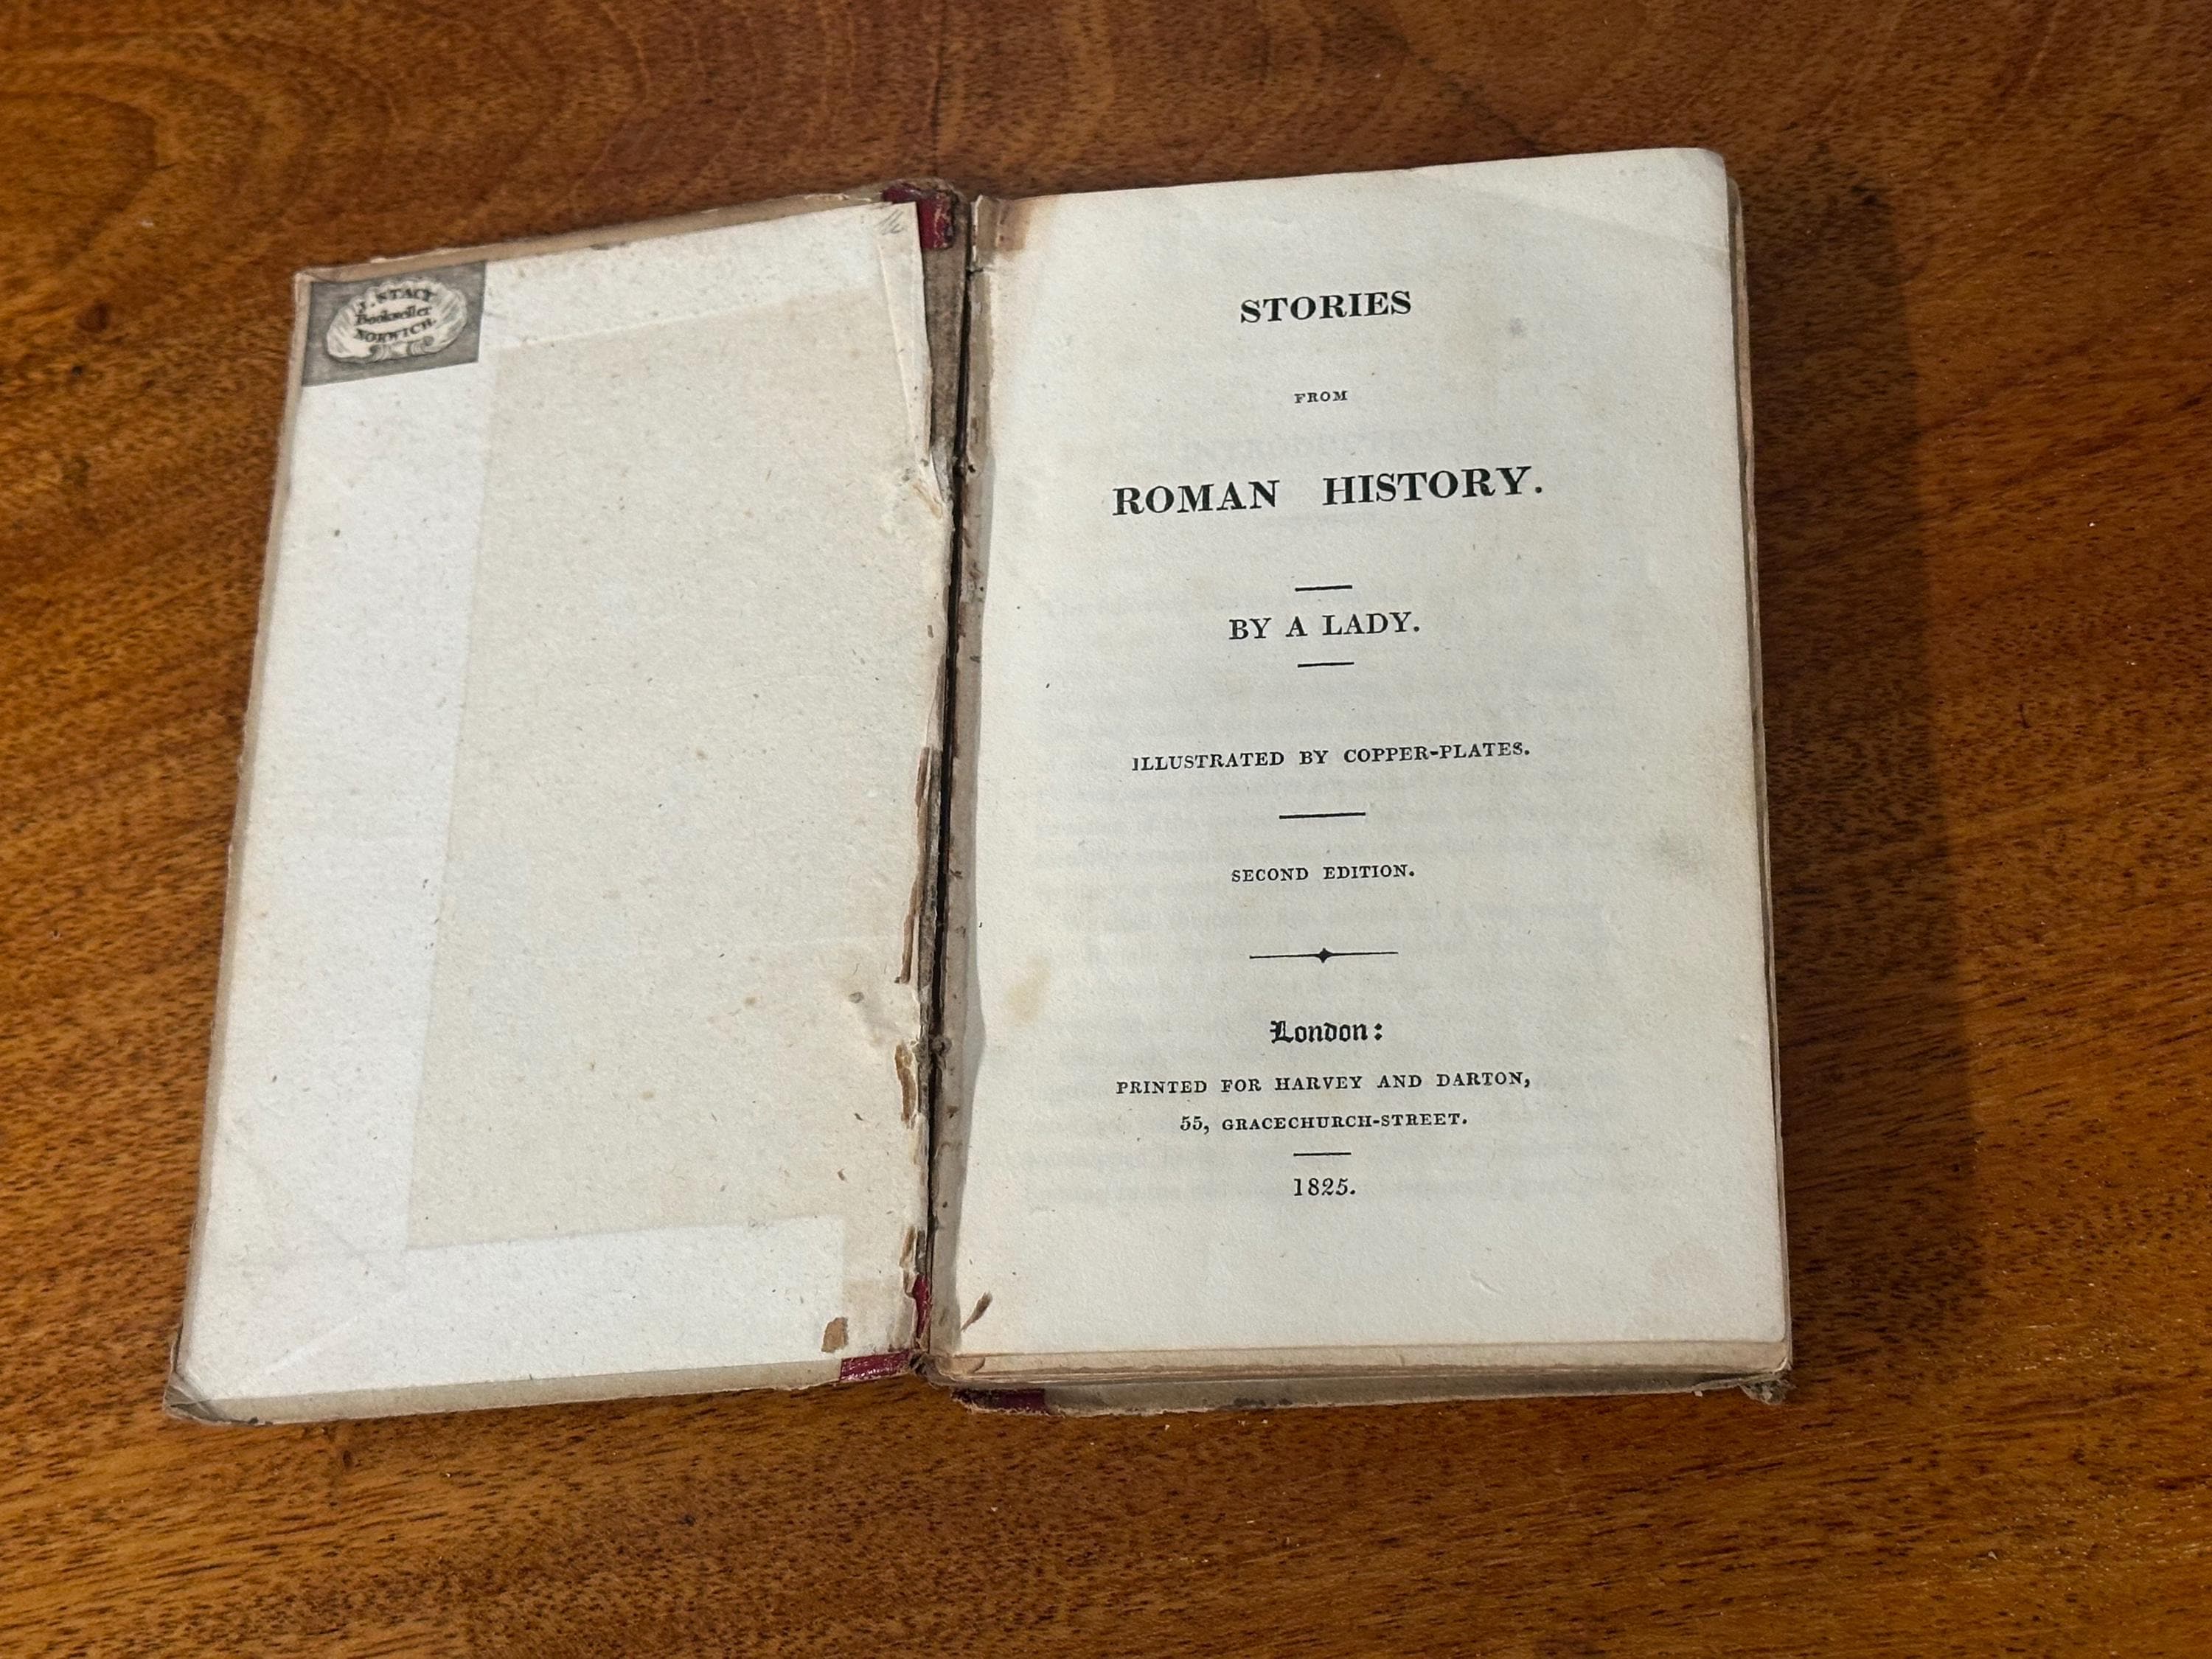 J. STACY
Bookseller
NORWICH.
STORIES
FROM
ROMAN HISTORY.
BY A LADY.
ILLUSTRATED BY COPPER-PLATES.
SECOND EDITION.
London:
PRINTED FOR HARVEY AND DARTON,
55, GRACECHURCH-STREET.
1825.